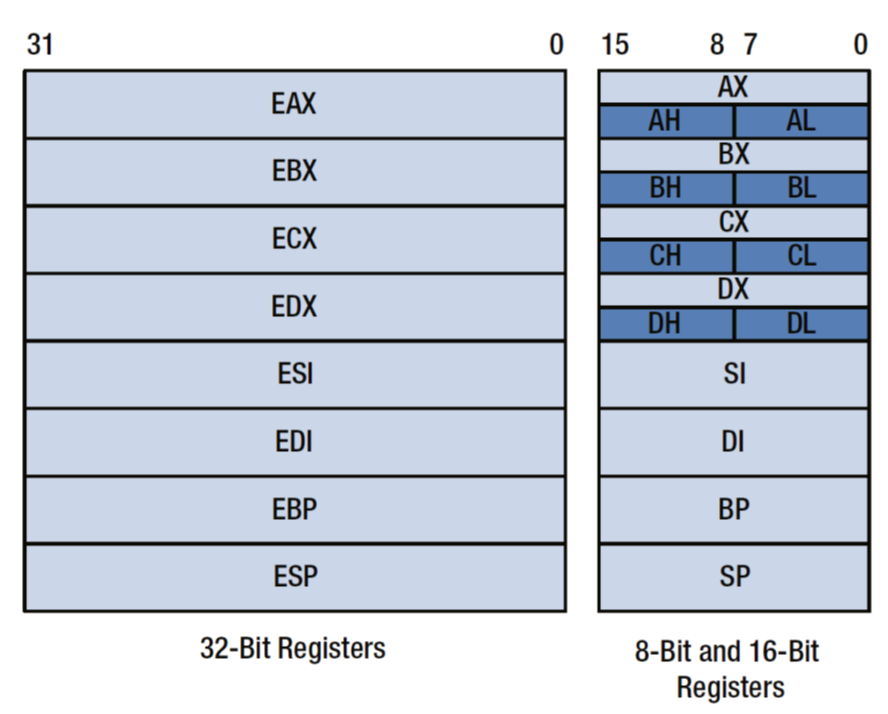 31 0 15 8 7 0
EAX
AX
AH AL
EBX
BX
BH BL
ECX
CX
CH CL
EDX
DX
DH DL
ESI SI
EDI DI
EBP BP
ESP SP
32-Bit Registers
8-Bit and 16-Bit
Registers